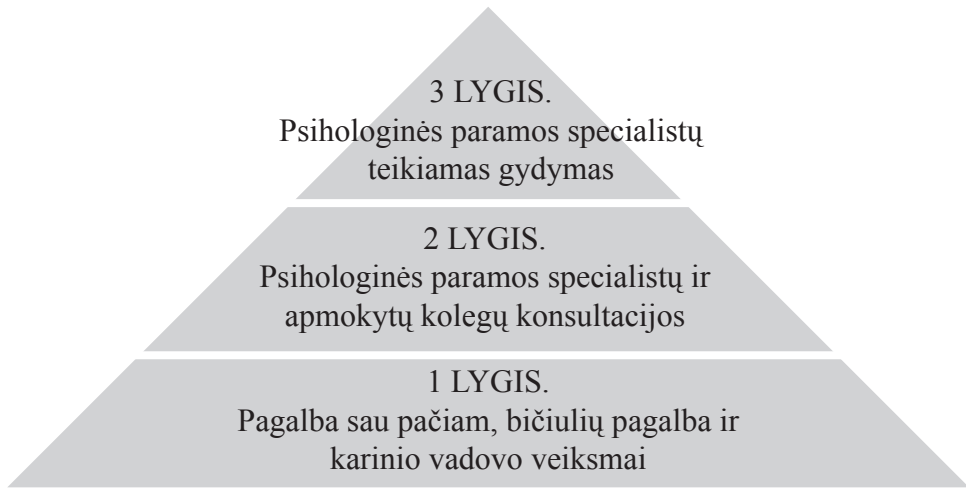 3 LYGIS.
Psihologinės paramos specialistų
teikiamas gydymas
2 LYGIS.
Psihologinės paramos specialistų ir
apmokytų kolegų konsultacijos
1 LYGIS.
Pagalba sau pačiam, bičiulių pagalba ir
karinio vadovo veiksmai